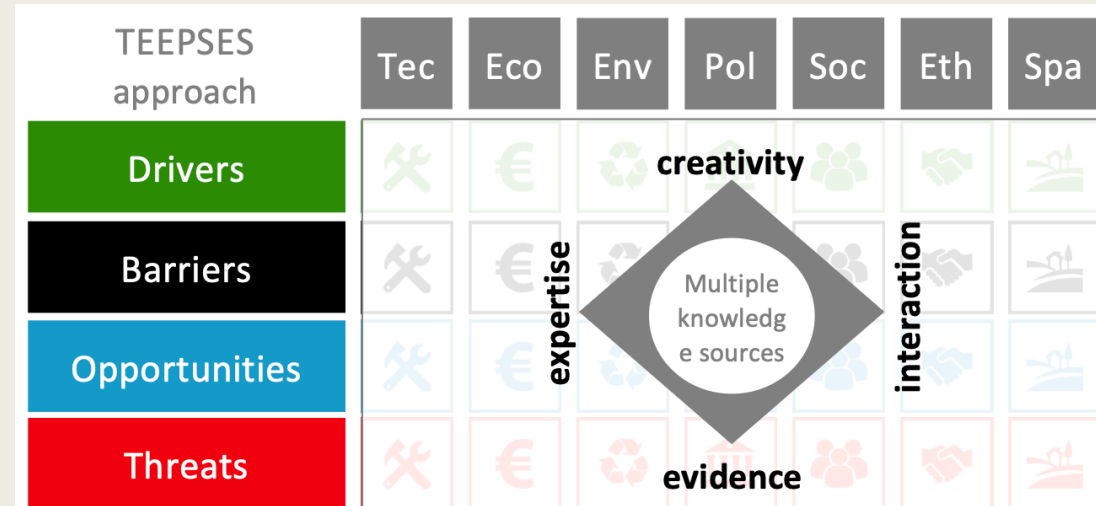 TEEPSES
approach
Tec Eco Env Pol Soc Eth Spa
Drivers
Barriers
Opportunities
Threats
creativity
expertise
interaction
Multiple
knowledg
e sources
evidence